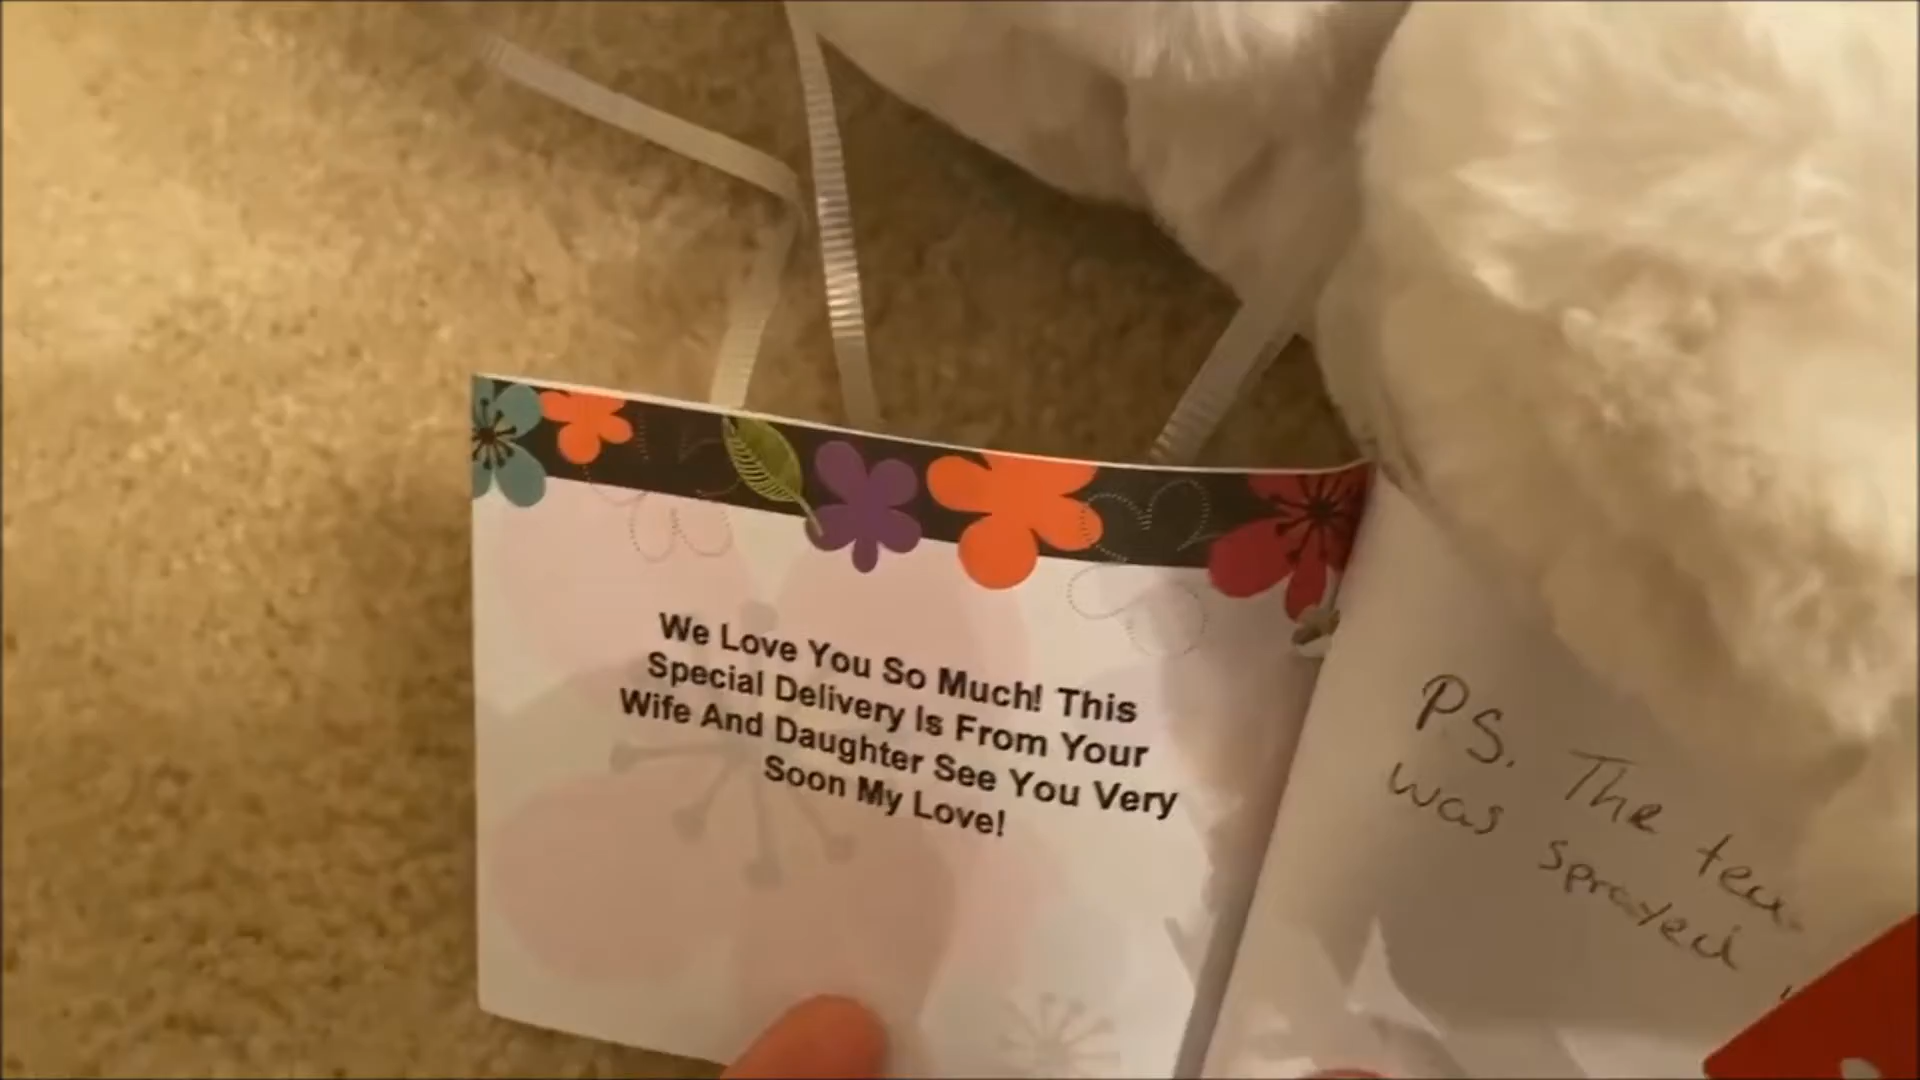 We Love You So Much! This
Special Delivery Is From Your
Wife And Daughter See You Very
Soon My Love!
PS. The
was sprayed